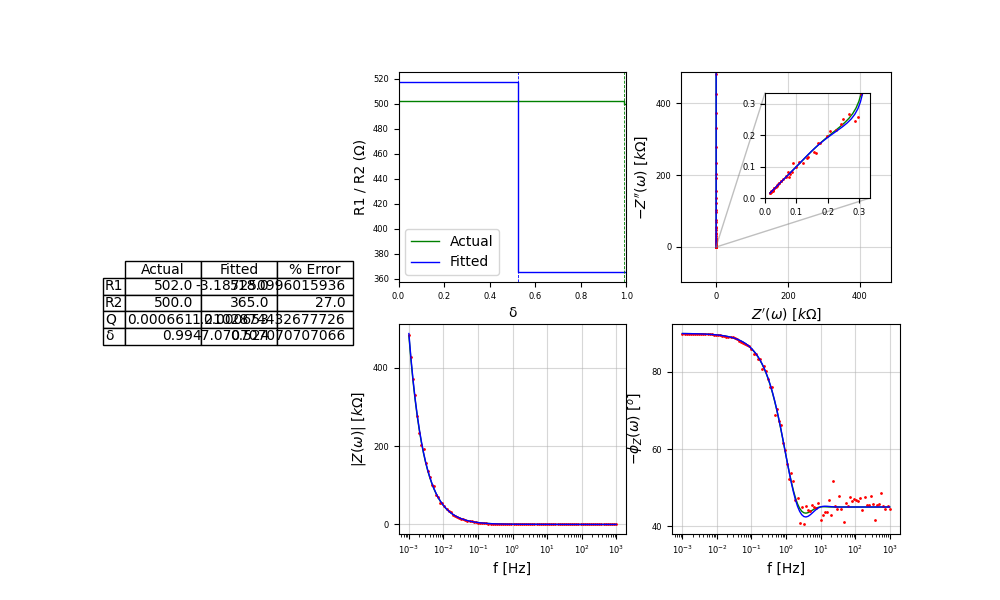 Actual Fitted % Error
R1 502.0
R2 500.0 365.0 27.0
Q
δ
520
500
480
460
440
420
400
380
360
R1 / R2 (Ω)
Actual
Fitted
0.0 0.2 0.4 0.6 0.8 1.0
δ
400
200
0
−Z''(ω) [kΩ]
0.3
0.2
0.1
0.0
0.0 0.1 0.2 0.3
0 200 400
Z'(ω) [kΩ]
400
200
0
|Z(ω)| [kΩ]
10⁻³ 10⁻² 10⁻¹ 10⁰ 10¹ 10² 10³
f [Hz]
80
60
40
−ϕ_Z(ω) [°]
10⁻³ 10⁻² 10⁻¹ 10⁰ 10¹ 10² 10³
f [Hz]